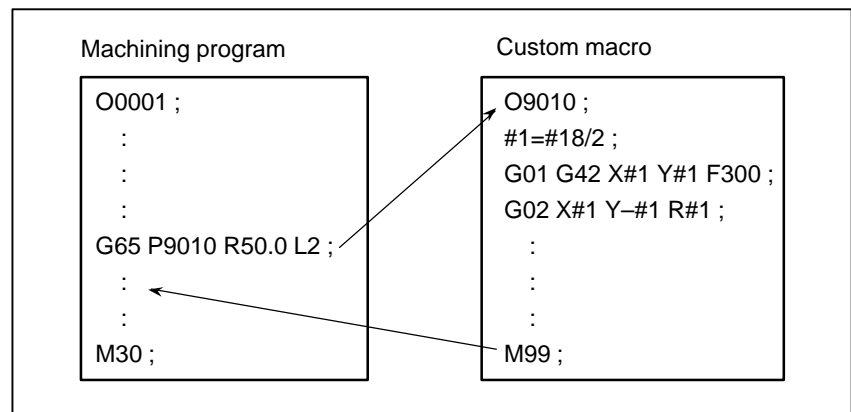 Machining program
O0001 ;
:
:
:
G65 P9010 R50.0 L2 ;
:
:
M30 ;
Custom macro
O9010 ;
#1=#18/2 ;
G01 G42 X#1 Y#1 F300 ;
G02 X#1 Y–#1 R#1 ;
:
:
:
M99 ;